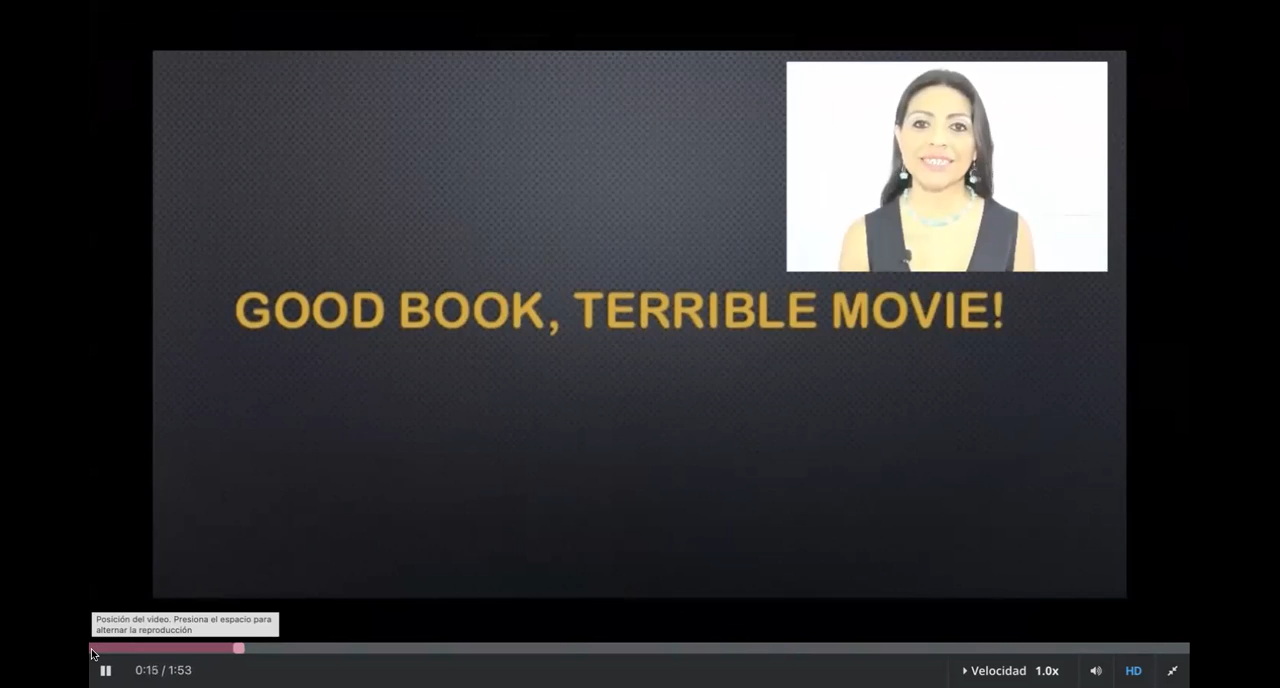 GOOD BOOK, TERRIBLE MOVIE!
Posición del video. Presiona el espacio para
alternar la reproducción
0:15 / 1:53
Velocidad 1.0x
HD